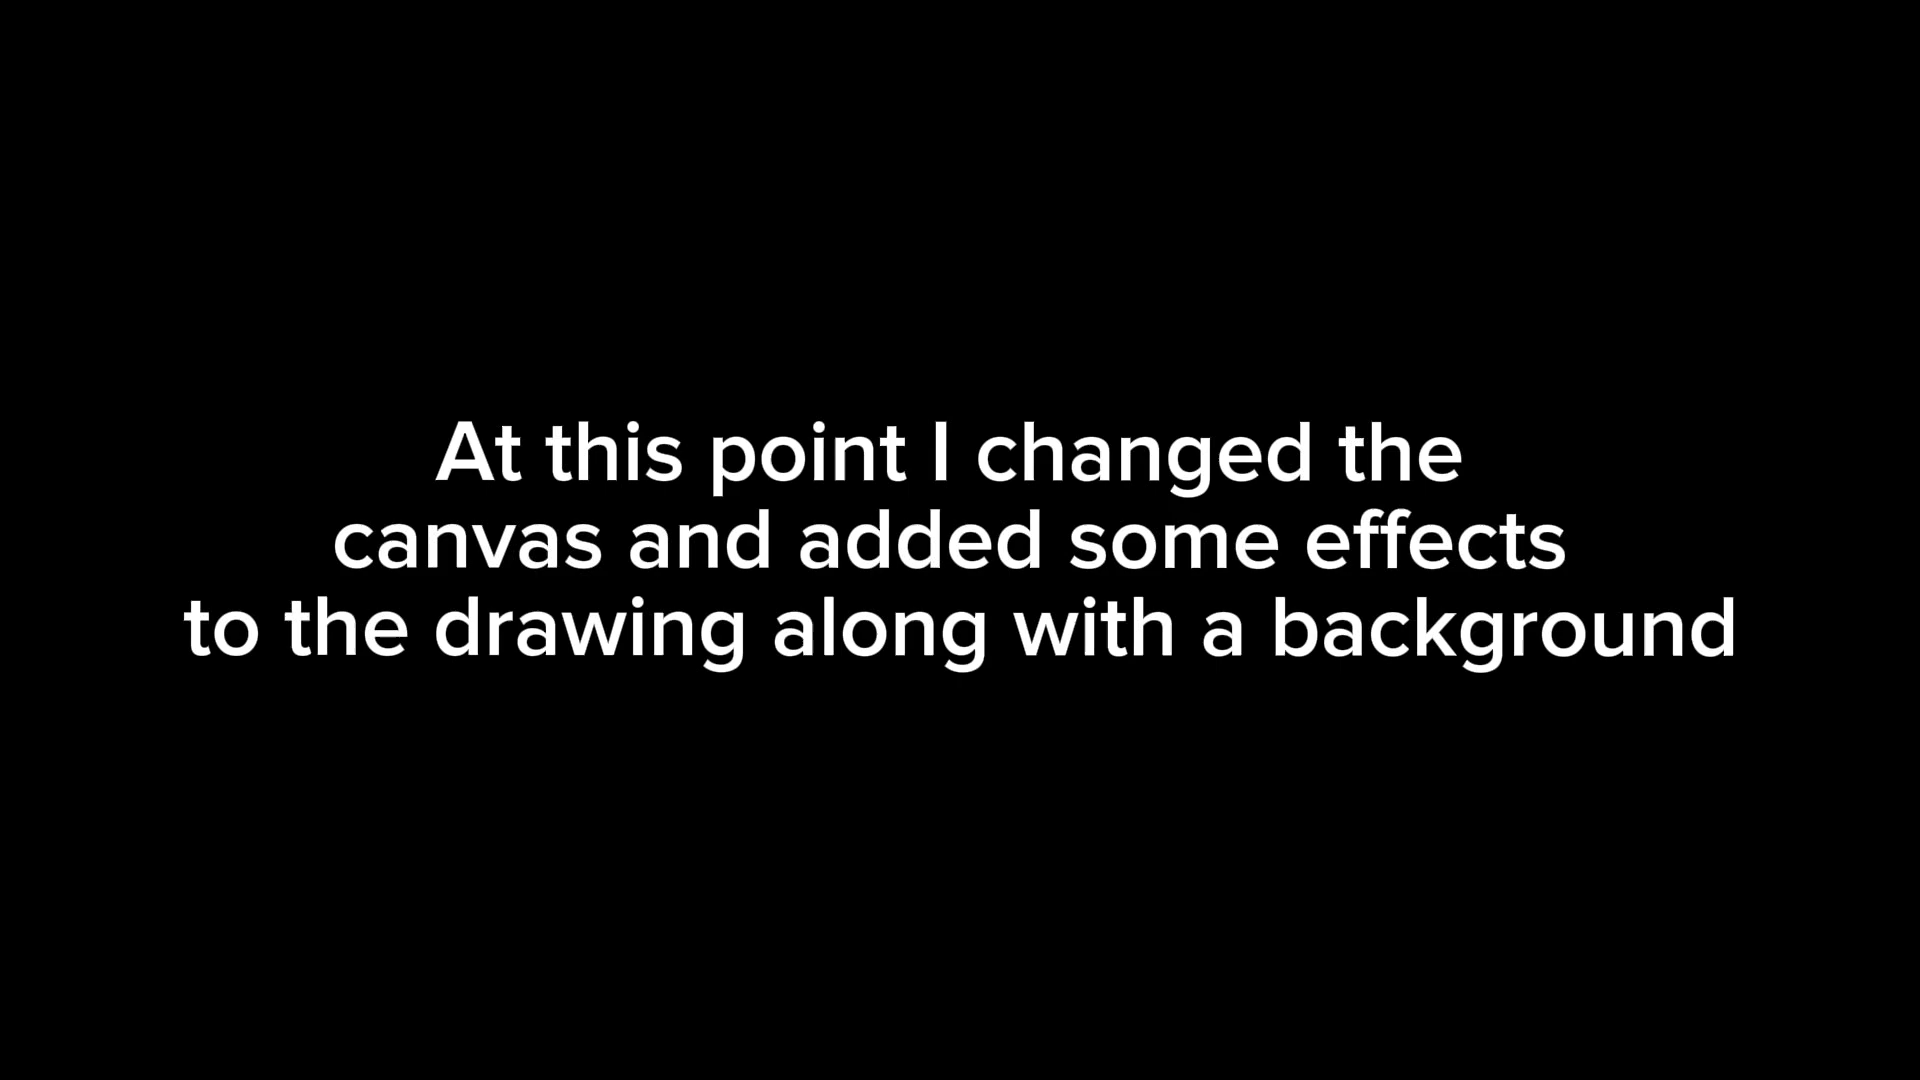 At this point I changed the
canvas and added some effects
to the drawing along with a background